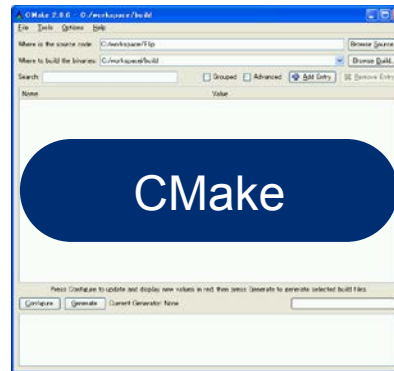 CMake 2.8.6 - C:/workspace/build
File Tools Options Help
Where is the source code: C:/workspace/Flip Browse Source
Where to build the binaries: C:/workspace/build Browse Build...
Search: Grouped Advanced Add Entry Remove Entry
Name Value
CMake
Press Configure to update and display new values in red, then press Generate to generate selected build files.
Configure Generate Current Generator: None